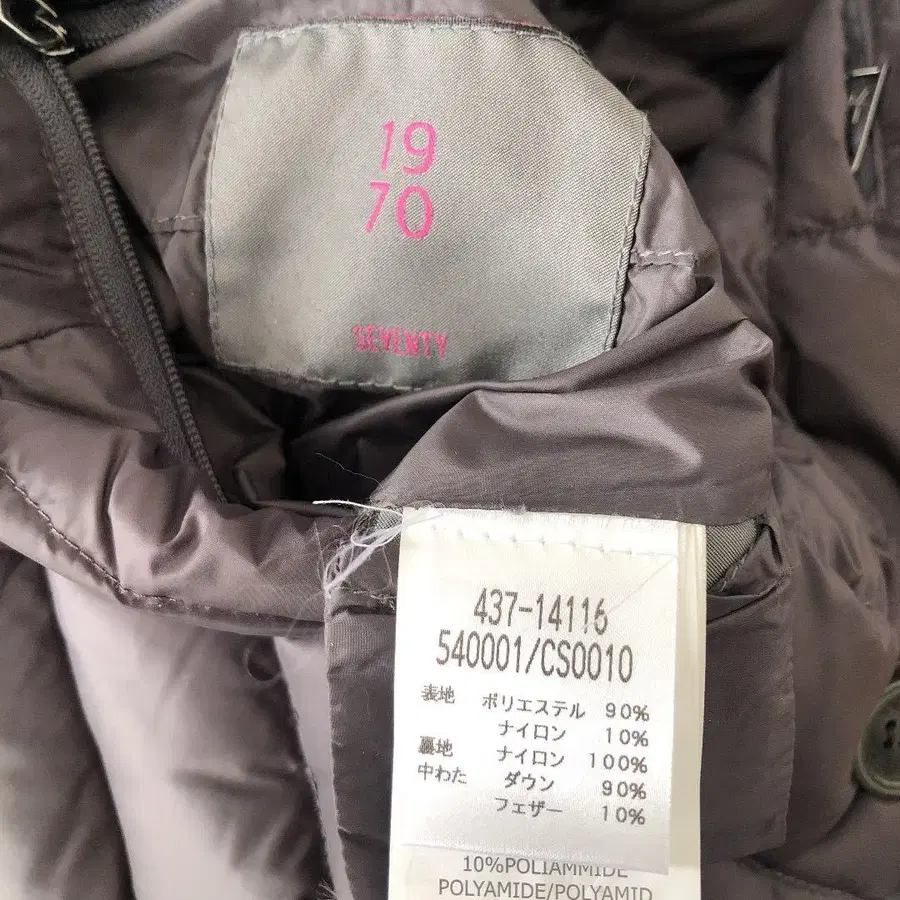 19
70
SEVENTY
437-14116
540001/CS0010
表地 ポリエステル 90%
ナイロン 10%
裏地 ナイロン 100%
中わた ダウン 90%
フェザー 10%
10%POLIAMMIDE
POLYAMIDE/POLYAMID